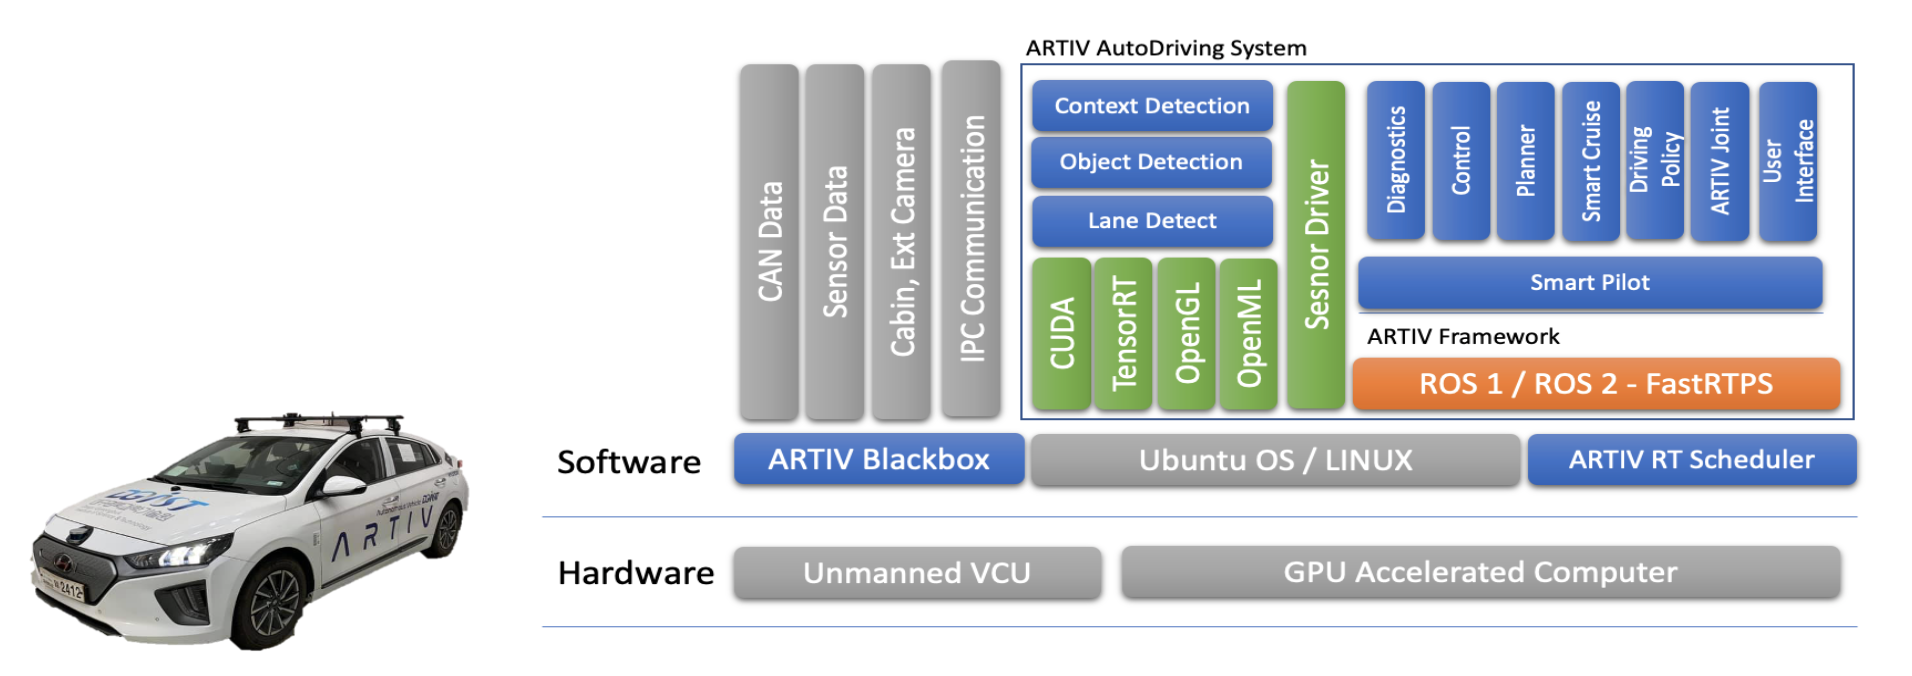 ARTIV AutoDriving System
CAN Data
Sensor Data
Cabin, Ext Camera
IPC Communication
Context Detection
Object Detection
Lane Detect
CUDA
TensorRT
OpenGL
OpenML
Sesnor Driver
Diagnostics
Control
Planner
Smart Cruise
Driving
Policy
ARTIV Joint
User
Interface
Smart Pilot
ARTIV Framework
ROS 1 / ROS 2 - FastRTPS
Software
ARTIV Blackbox
Ubuntu OS / LINUX
ARTIV RT Scheduler
Hardware
Unmanned VCU
GPU Accelerated Computer
DGIST
ARTIV
2412